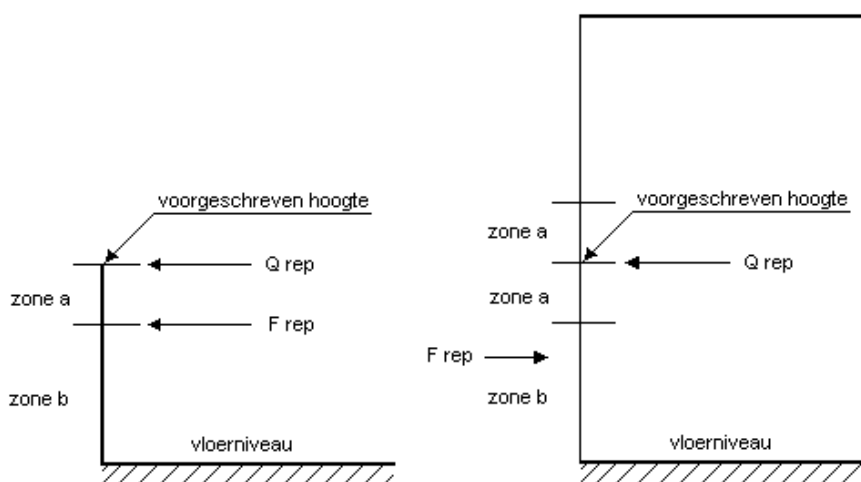 voorgeschreven hoogte
Q rep
zone a
F rep
zone b
vloerniveau
voorgeschreven hoogte
zone a
Q rep
zone a
F rep
zone b
vloerniveau